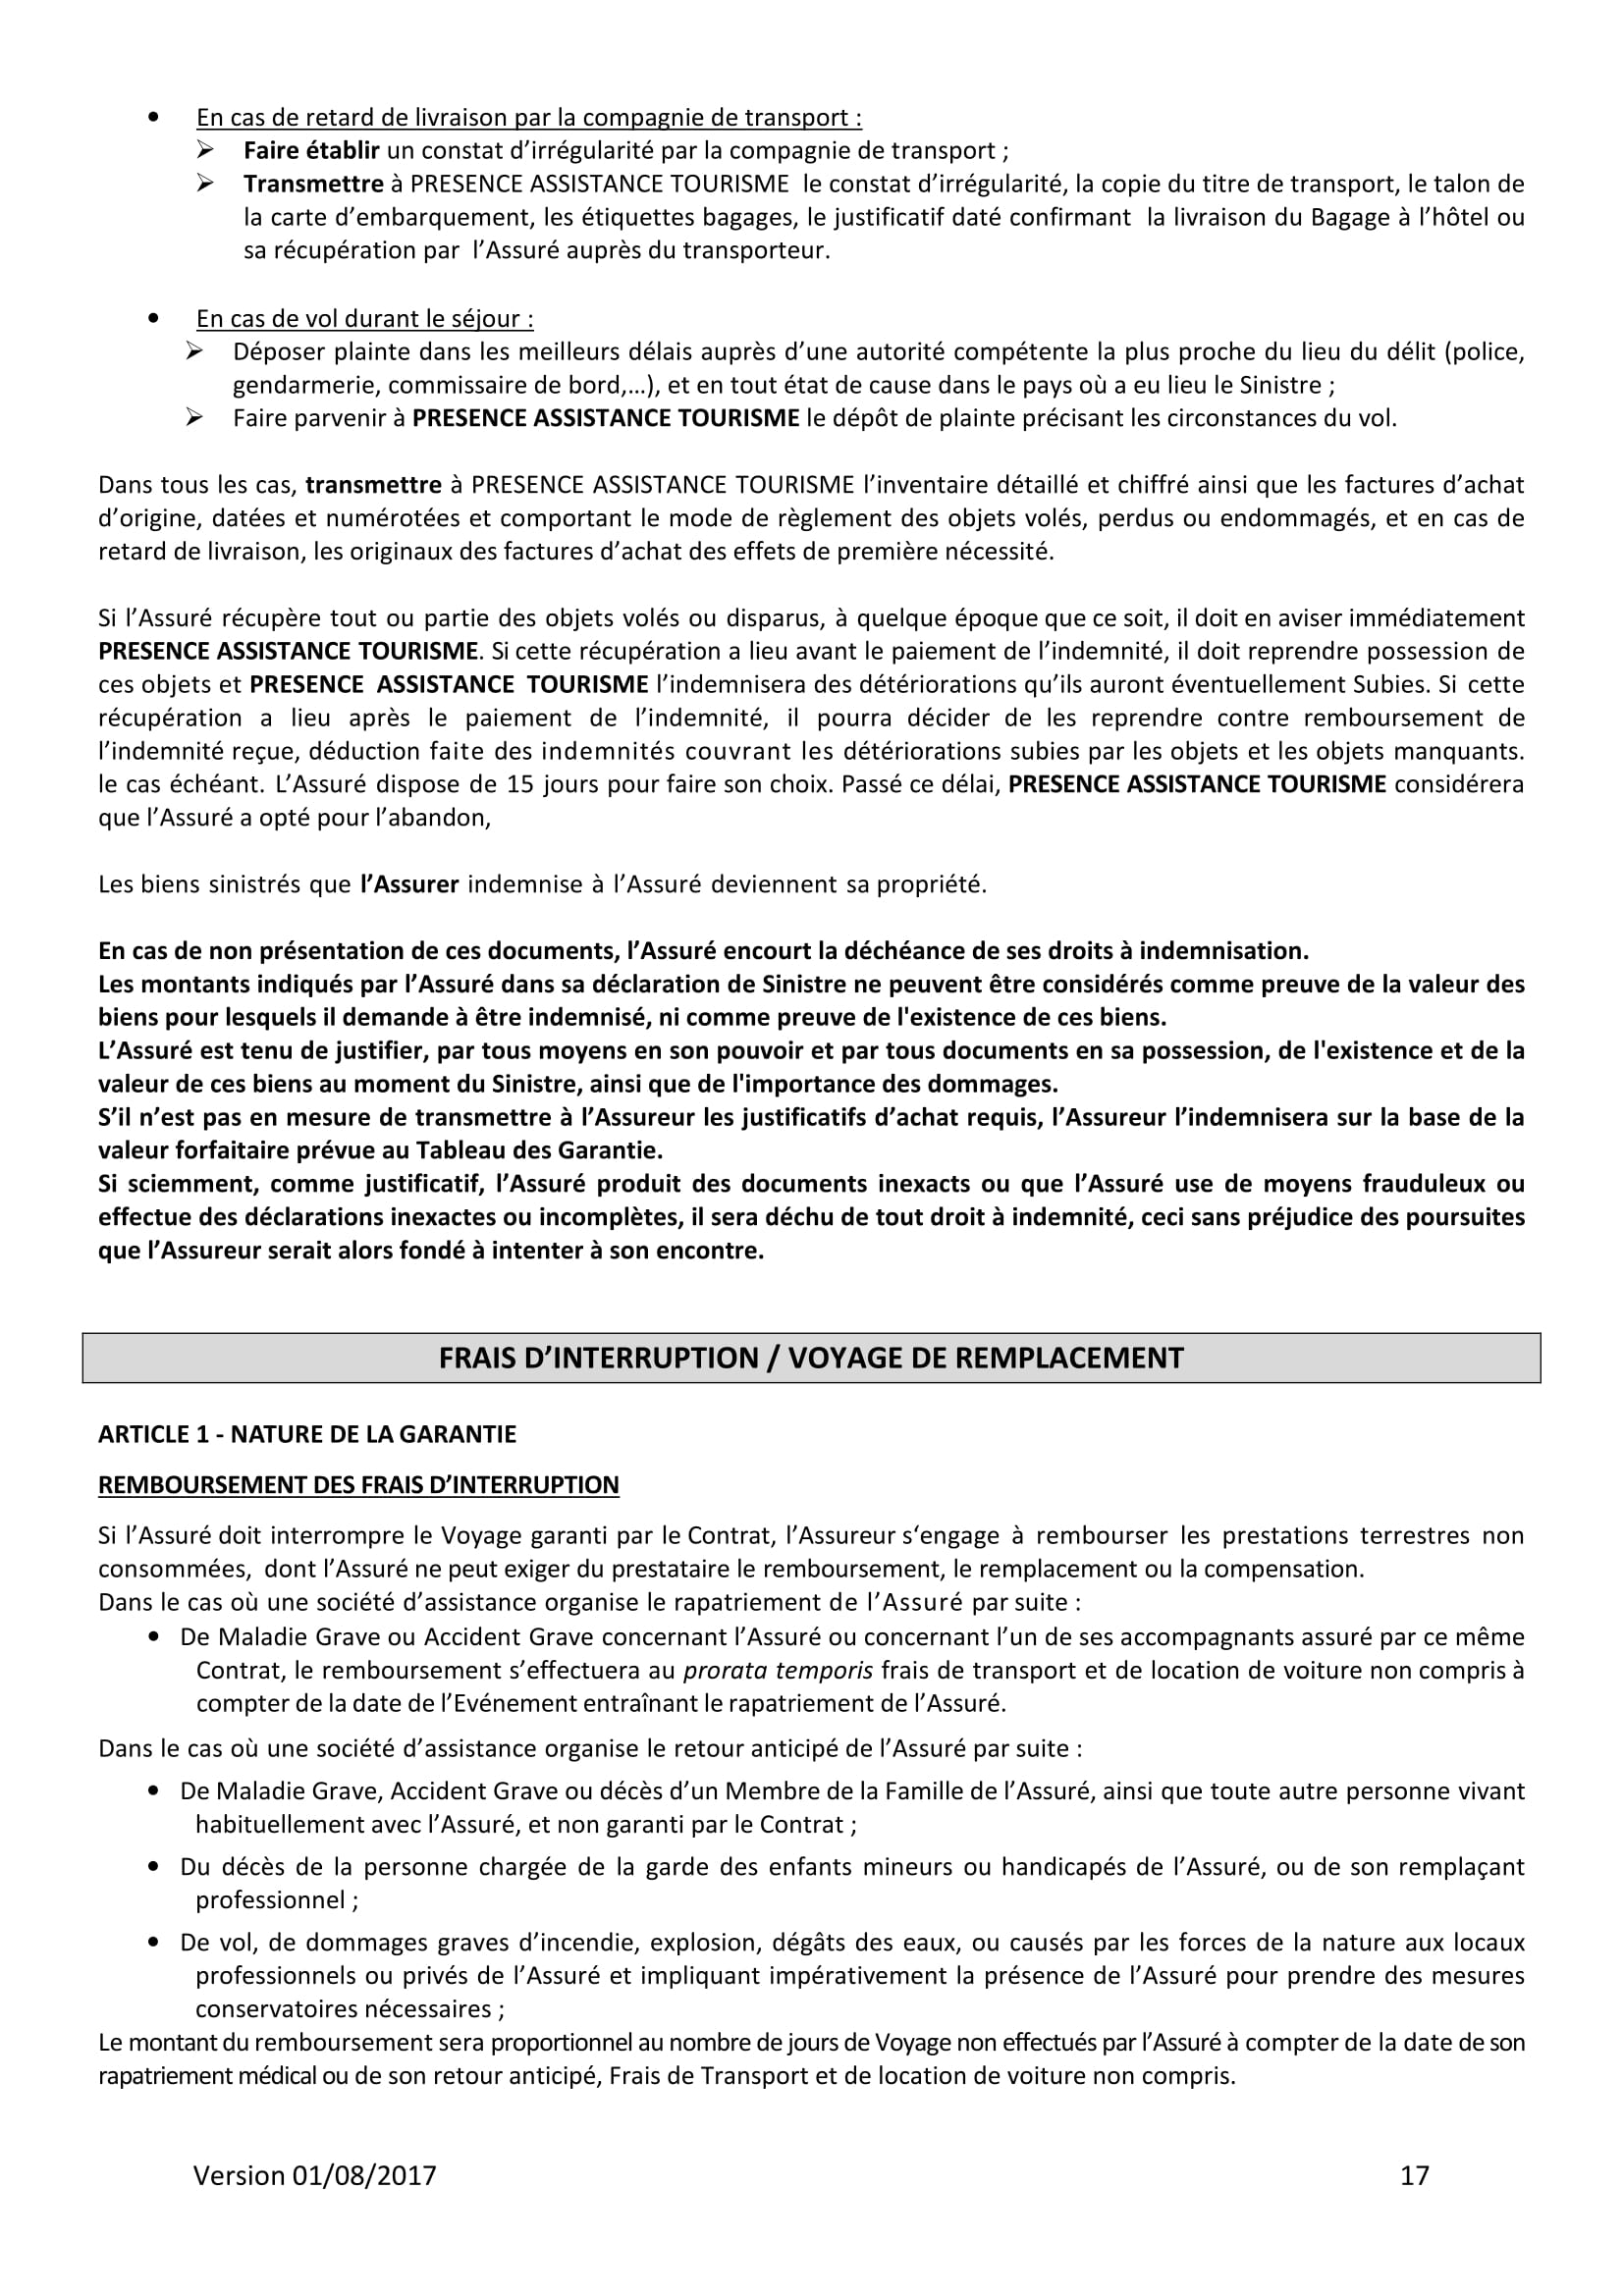 • En cas de retard de livraison par la compagnie de transport :
➢ Faire établir un constat d’irrégularité par la compagnie de transport ;
➢ Transmettre à PRESENCE ASSISTANCE TOURISME le constat d’irrégularité, la copie du titre de transport, le talon de
la carte d’embarquement, les étiquettes bagages, le justificatif daté confirmant la livraison du Bagage à l’hôtel ou
sa récupération par l’Assuré auprès du transporteur.
• En cas de vol durant le séjour :
➢ Déposer plainte dans les meilleurs délais auprès d’une autorité compétente la plus proche du lieu du délit (police,
gendarmerie, commissaire de bord,…), et en tout état de cause dans le pays où a eu lieu le Sinistre ;
➢ Faire parvenir à PRESENCE ASSISTANCE TOURISME le dépôt de plainte précisant les circonstances du vol.
Dans tous les cas, transmettre à PRESENCE ASSISTANCE TOURISME l’inventaire détaillé et chiffré ainsi que les factures d’achat
d’origine, datées et numérotées et comportant le mode de règlement des objets volés, perdus ou endommagés, et en cas de
retard de livraison, les originaux des factures d’achat des effets de première nécessité.
Si l’Assuré récupère tout ou partie des objets volés ou disparus, à quelque époque que ce soit, il doit en aviser immédiatement
PRESENCE ASSISTANCE TOURISME. Si cette récupération a lieu avant le paiement de l’indemnité, il doit reprendre possession de
ces objets et PRESENCE ASSISTANCE TOURISME l’indemnisera des détériorations qu’ils auront éventuellement Subies. Si cette
récupération a lieu après le paiement de l’indemnité, il pourra décider de les reprendre contre remboursement de
l’indemnité reçue, déduction faite des indemnités couvrant les détériorations subies par les objets et les objets manquants.
le cas échéant. L’Assuré dispose de 15 jours pour faire son choix. Passé ce délai, PRESENCE ASSISTANCE TOURISME considérera
que l’Assuré a opté pour l’abandon,
Les biens sinistrés que l’Assurer indemnise à l’Assuré deviennent sa propriété.
En cas de non présentation de ces documents, l’Assuré encourt la déchéance de ses droits à indemnisation.
Les montants indiqués par l’Assuré dans sa déclaration de Sinistre ne peuvent être considérés comme preuve de la valeur des
biens pour lesquels il demande à être indemnisé, ni comme preuve de l'existence de ces biens.
L’Assuré est tenu de justifier, par tous moyens en son pouvoir et par tous documents en sa possession, de l'existence et de la
valeur de ces biens au moment du Sinistre, ainsi que de l'importance des dommages.
S’il n’est pas en mesure de transmettre à l’Assureur les justificatifs d’achat requis, l’Assureur l’indemnisera sur la base de la
valeur forfaitaire prévue au Tableau des Garantie.
Si sciemment, comme justificatif, l’Assuré produit des documents inexacts ou que l’Assuré use de moyens frauduleux ou
effectue des déclarations inexactes ou incomplètes, il sera déchu de tout droit à indemnité, ceci sans préjudice des poursuites
que l’Assureur serait alors fondé à intenter à son encontre.
FRAIS D’INTERRUPTION / VOYAGE DE REMPLACEMENT
ARTICLE 1 - NATURE DE LA GARANTIE
REMBOURSEMENT DES FRAIS D’INTERRUPTION
Si l’Assuré doit interrompre le Voyage garanti par le Contrat, l’Assureur s‘engage à rembourser les prestations terrestres non
consommées, dont l’Assuré ne peut exiger du prestataire le remboursement, le remplacement ou la compensation.
Dans le cas où une société d’assistance organise le rapatriement de l’Assuré par suite :
• De Maladie Grave ou Accident Grave concernant l’Assuré ou concernant l’un de ses accompagnants assuré par ce même
Contrat, le remboursement s’effectuera au prorata temporis frais de transport et de location de voiture non compris à
compter de la date de l’Evénement entraînant le rapatriement de l’Assuré.
Dans le cas où une société d’assistance organise le retour anticipé de l’Assuré par suite :
• De Maladie Grave, Accident Grave ou décès d’un Membre de la Famille de l’Assuré, ainsi que toute autre personne vivant
habituellement avec l’Assuré, et non garanti par le Contrat ;
• Du décès de la personne chargée de la garde des enfants mineurs ou handicapés de l’Assuré, ou de son remplaçant
professionnel ;
• De vol, de dommages graves d’incendie, explosion, dégâts des eaux, ou causés par les forces de la nature aux locaux
professionnels ou privés de l’Assuré et impliquant impérativement la présence de l’Assuré pour prendre des mesures
conservatoires nécessaires ;
Le montant du remboursement sera proportionnel au nombre de jours de Voyage non effectués par l’Assuré à compter de la date de son
rapatriement médical ou de son retour anticipé, Frais de Transport et de location de voiture non compris.
Version 01/08/2017 17